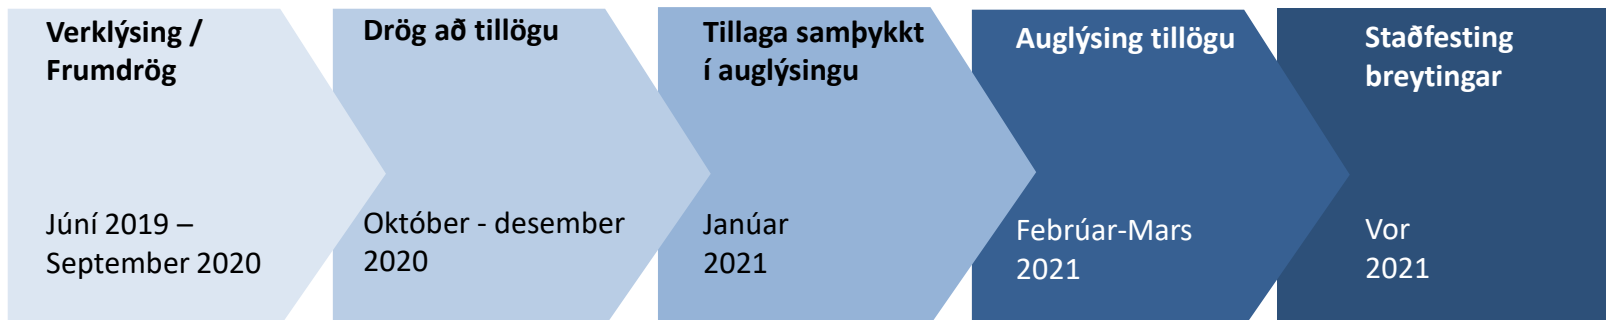 Verklýsing /
Frumdrög
Júní 2019 –
September 2020
Drög að tillögu
Október - desember
2020
Tillaga samþykkt
í auglýsingu
Janúar
2021
Auglýsing tillögu
Febrúar-Mars
2021
Staðfesting
breytingar
Vor
2021